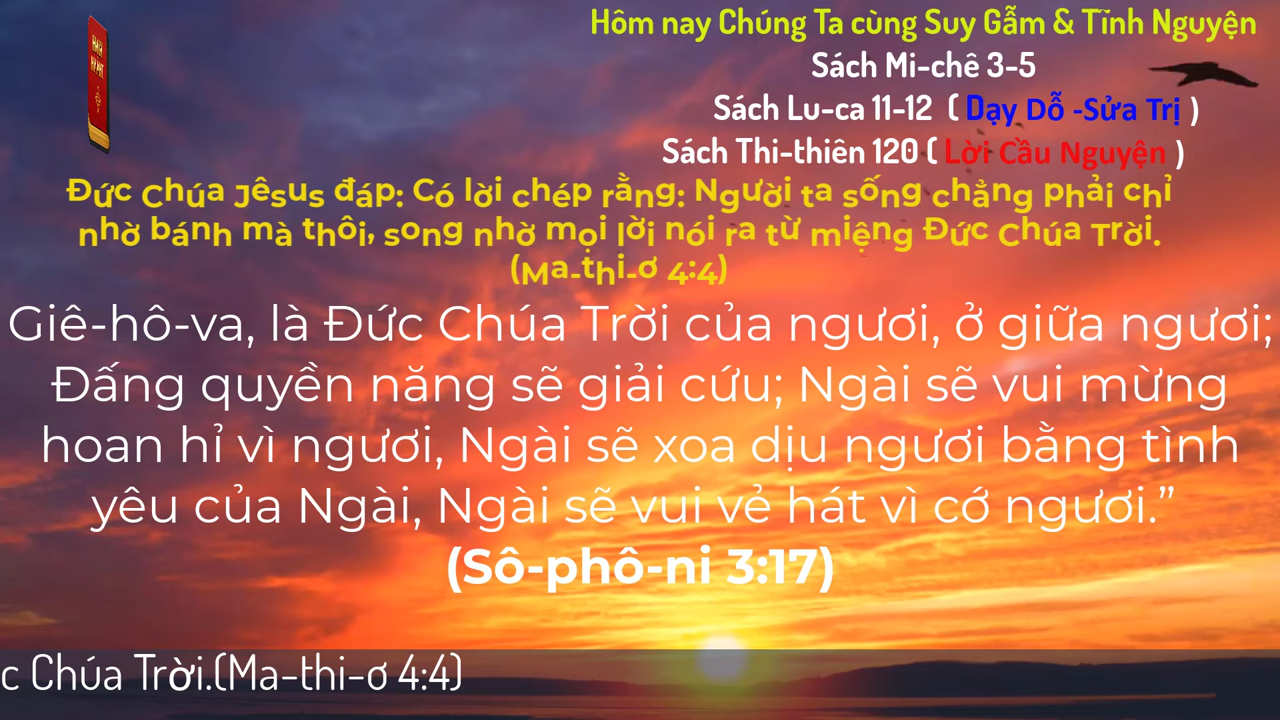 Hôm nay Chúng Ta cùng Suy Gẫm & Tĩnh Nguyện
Sách Mi-chê 3-5
Sách Lu-ca 11-12 ( Dạy Dỗ -Sửa Trị )
Sách Thi-thiên 120 ( Lời Cầu Nguyện )
Đức Chúa Jêsus đáp: Có lời chép rằng: Người ta sống chẳng phải chỉ
nhờ bánh mà thôi, song nhờ mọi lời nói ra từ miệng Đức Chúa Trời.
(Ma-thi-ơ 4:4)
Giê-hô-va, là Đức Chúa Trời của ngươi, ở giữa ngươi;
Đấng quyền năng sẽ giải cứu; Ngài sẽ vui mừng
hoan hỉ vì ngươi, Ngài sẽ xoa dịu ngươi bằng tình
yêu của Ngài, Ngài sẽ vui vẻ hát vì cớ ngươi.”
(Sô-phô-ni 3:17)
c Chúa Trời.(Ma-thi-ơ 4:4)